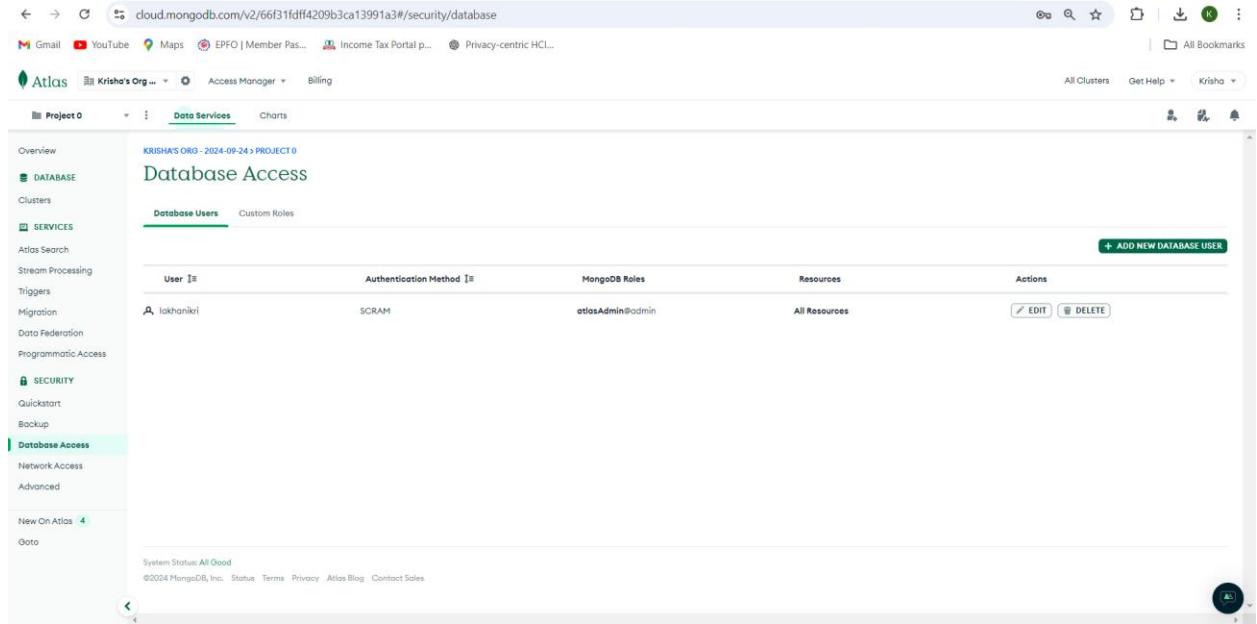 cloud.mongodb.com/v2/66f31fdff4209b3ca13991a3#/security/database
K
Gmail YouTube Maps EPFO | Member Pas... Income Tax Portal p... Privacy-centric HCI... All Bookmarks
Atlas Krisha's Org ... Access Manager Billing All Clusters Get Help Krisha
Project 0 Data Services Charts
Overview
DATABASE
Clusters
SERVICES
Atlas Search
Stream Processing
Triggers
Migration
Data Federation
Programmatic Access
SECURITY
Quickstart
Backup
Database Access
Network Access
Advanced
New On Atlas 4
Goto
KRISHA'S ORG - 2024-09-24 > PROJECT 0
Database Access
Database Users Custom Roles
+ ADD NEW DATABASE USER
User Authentication Method MongoDB Roles Resources Actions
lakhanikri SCRAM atlasAdmin@admin All Resources EDIT DELETE
System Status: All Good
©2024 MongoDB, Inc. Status Terms Privacy Atlas Blog Contact Sales